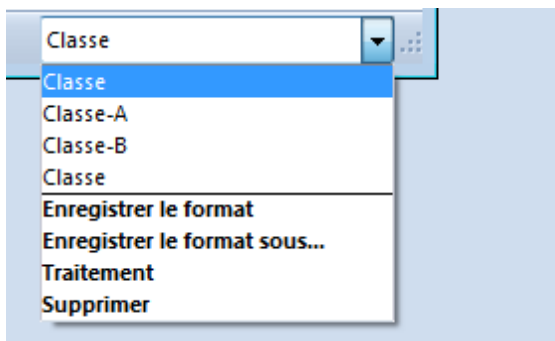 Classe
Classe
Classe-A
Classe-B
Classe
Enregistrer le format
Enregistrer le format sous...
Traitement
Supprimer